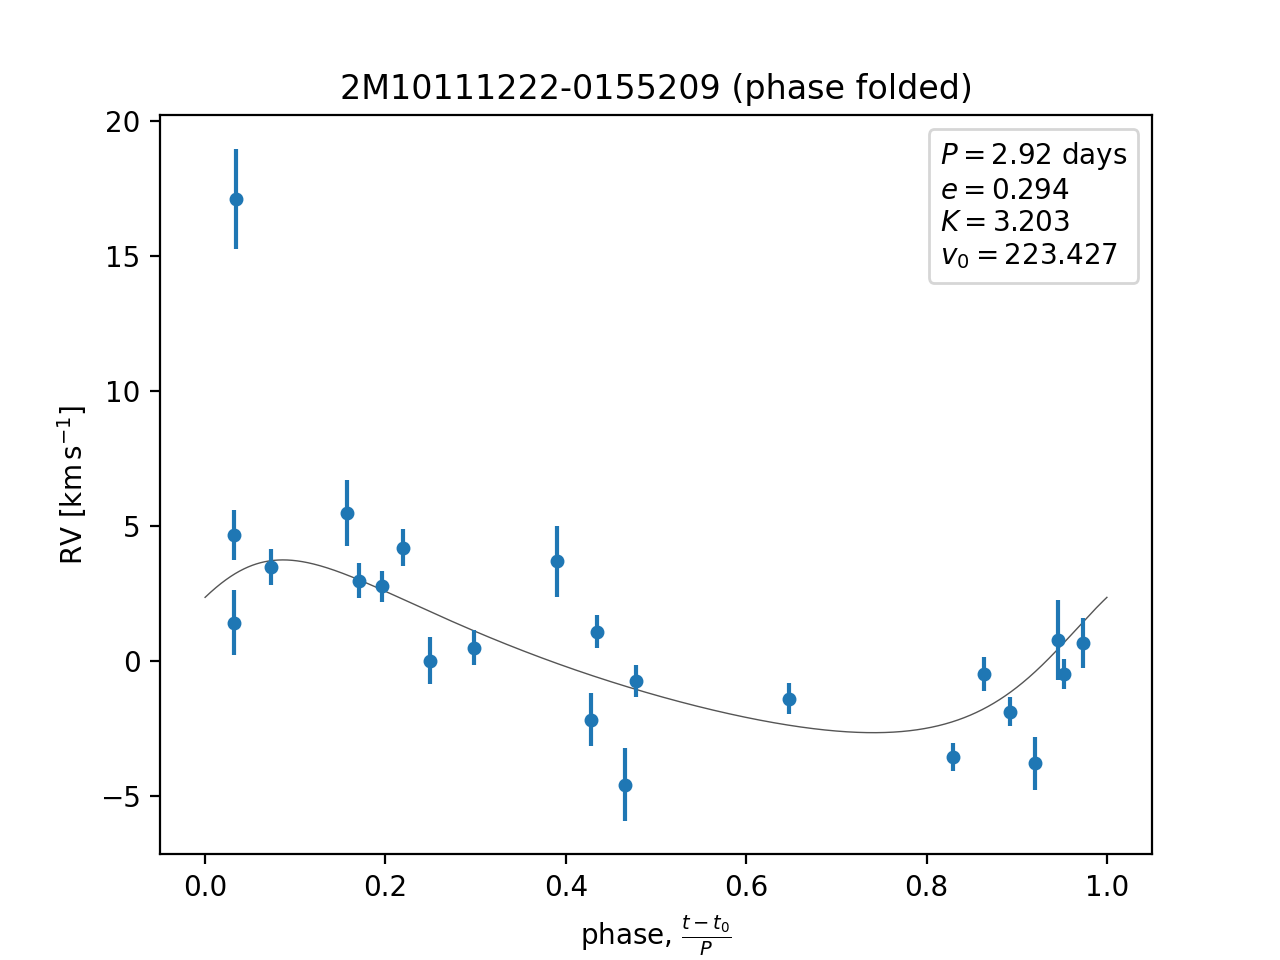 2M10111222-0155209 (phase folded)
P = 2.92 days
e = 0.294
K = 3.203
v₀ = 223.427
RV [km s⁻¹]
20
15
10
5
0
−5
0.0 0.2 0.4 0.6 0.8 1.0
phase, (t − t₀)/P